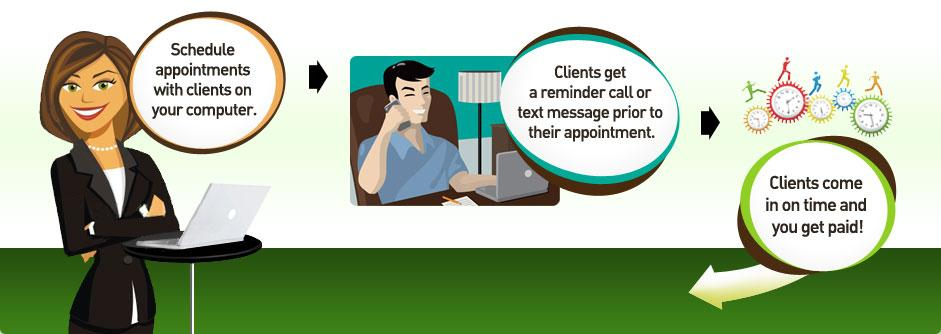 Schedule
appointments
with clients on
your computer.
Clients get
a reminder call or
text message prior to
their appointment.
Clients come
in on time and
you get paid!